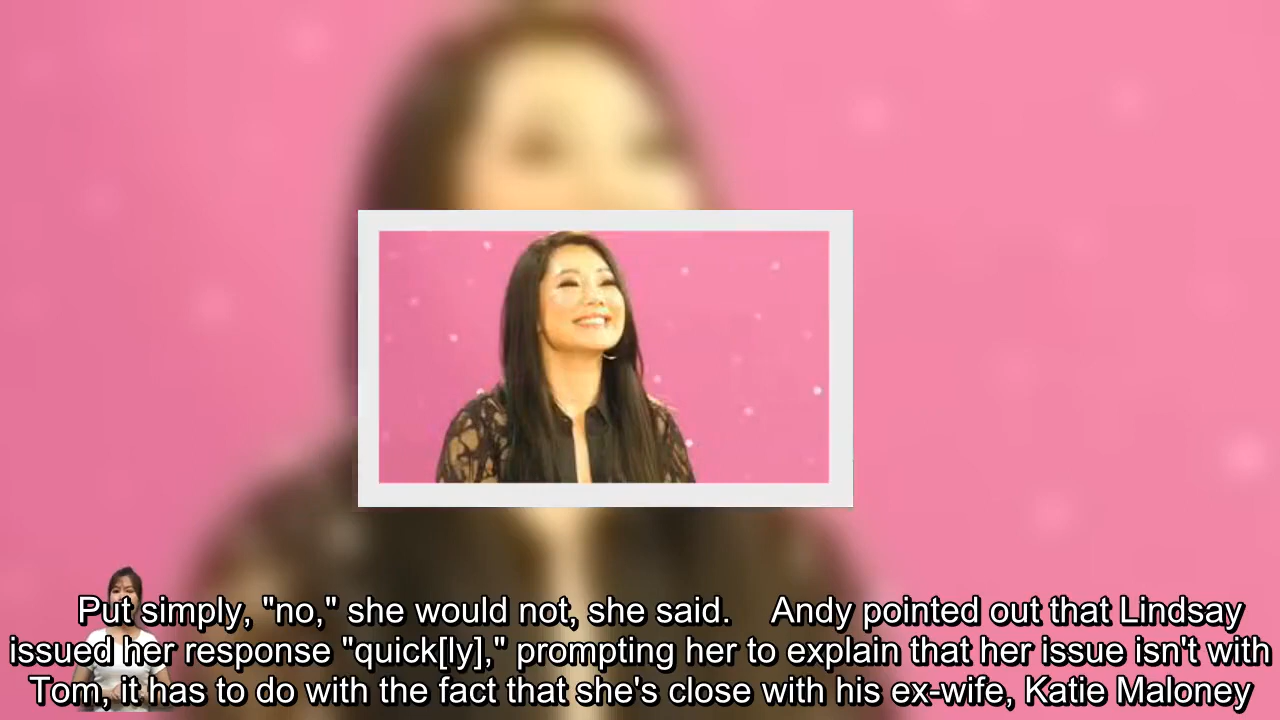 Put simply, "no," she would not, she said.    Andy pointed out that Lindsay
issued her response "quick[ly]," prompting her to explain that her issue isn't with
Tom, it has to do with the fact that she's close with his ex-wife, Katie Maloney